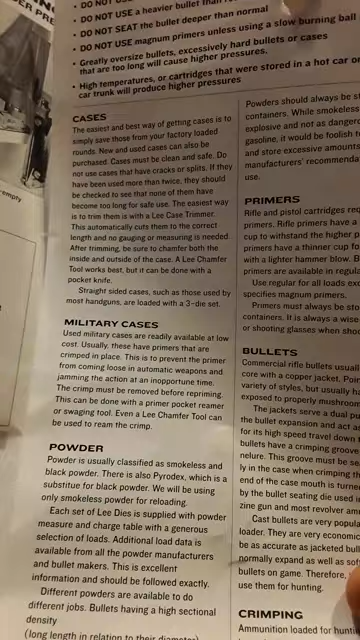 • DO NOT USE a heavier bullet than
• DO NOT SEAT the bullet deeper than normal
• DO NOT USE magnum primers unless using a slow burning ball
• Greatly oversize bullets, excessively hard bullets or cases
that are too long will cause higher pressures.
• High temperatures, or cartridges that were stored in a hot car or
car trunk will produce higher pressures
CASES
The easiest and best way of getting cases is to
simply save those from your factory loaded
rounds. New and used cases can also be
purchased. Cases must be clean and safe. Do
not use cases that have cracks or splits. If they
have been used more than twice, they should
be checked to see that none of them have
become too long for safe use. The easiest way
is to trim them is with a Lee Case Trimmer.
This automatically cuts them to the correct
length and no gauging or measuring is needed.
After trimming, be sure to chamfer both the
inside and outside of the case. A Lee Chamfer
Tool works best, but it can be done with a
pocket knife.
Straight sided cases, such as those used by
most handguns, are loaded with a 3-die set.
MILITARY CASES
Used military cases are readily available at low
cost. Usually, these have primers that are
crimped in place. This is to prevent the primer
from coming loose in automatic weapons and
jamming the action at an inopportune time.
The crimp must be removed before repriming.
This can be done with a primer pocket reamer
or swaging tool. Even a Lee Chamfer Tool can
be used to ream the crimp.
POWDER
Powder is usually classified as smokeless and
black powder. There is also Pyrodex, which is a
substitue for black powder. We will be using
only smokeless powder for reloading.
Each set of Lee Dies is supplied with powder
measure and charge table with a generous
selection of loads. Additional load data is
available from all the powder manufacturers
and bullet makers. This is excellent
information and should be followed exactly.
Different powders are available to do
different jobs. Bullets having a high sectional
density
(long length in relation to their diameter)
Powders should always be st
containers. While smokeless
explosive and not as danger
gasoline, it would be foolish t
and store excessive amounts
manufacturers' recommenda
use.
PRIMERS
Rifle and pistol cartridges req
primers. Rifle primers have a
cup to withstand the higher p
primers have a thinner cup fo
with a lighter hammer blow. B
primers are available in regula
Use regular for all loads exc
specifies magnum primers.
Primers must always be sto
containers. It is always a wise
or shooting glasses when shoo
BULLETS
Commercial rifle bullets usuall
core with a copper jacket. Poin
variety of styles, but usually ha
exposed to properly mushroom
The jackets serve a dual pu
the bullet expansion and act as
for its high speed travel down t
bullets have a crimping groove
nelure. This groove must be se
ly in the case when crimping th
end of the case mouth is turned
by the bullet seating die used i
zine gun and most revolver am
Cast bullets are very popula
loader. They are very economic
be as accurate as jacketed bull
normally expand as well as sof
bullets on game. Therefore,
use them for hunting.
CRIMPING
Ammunition loaded for hunti
empty